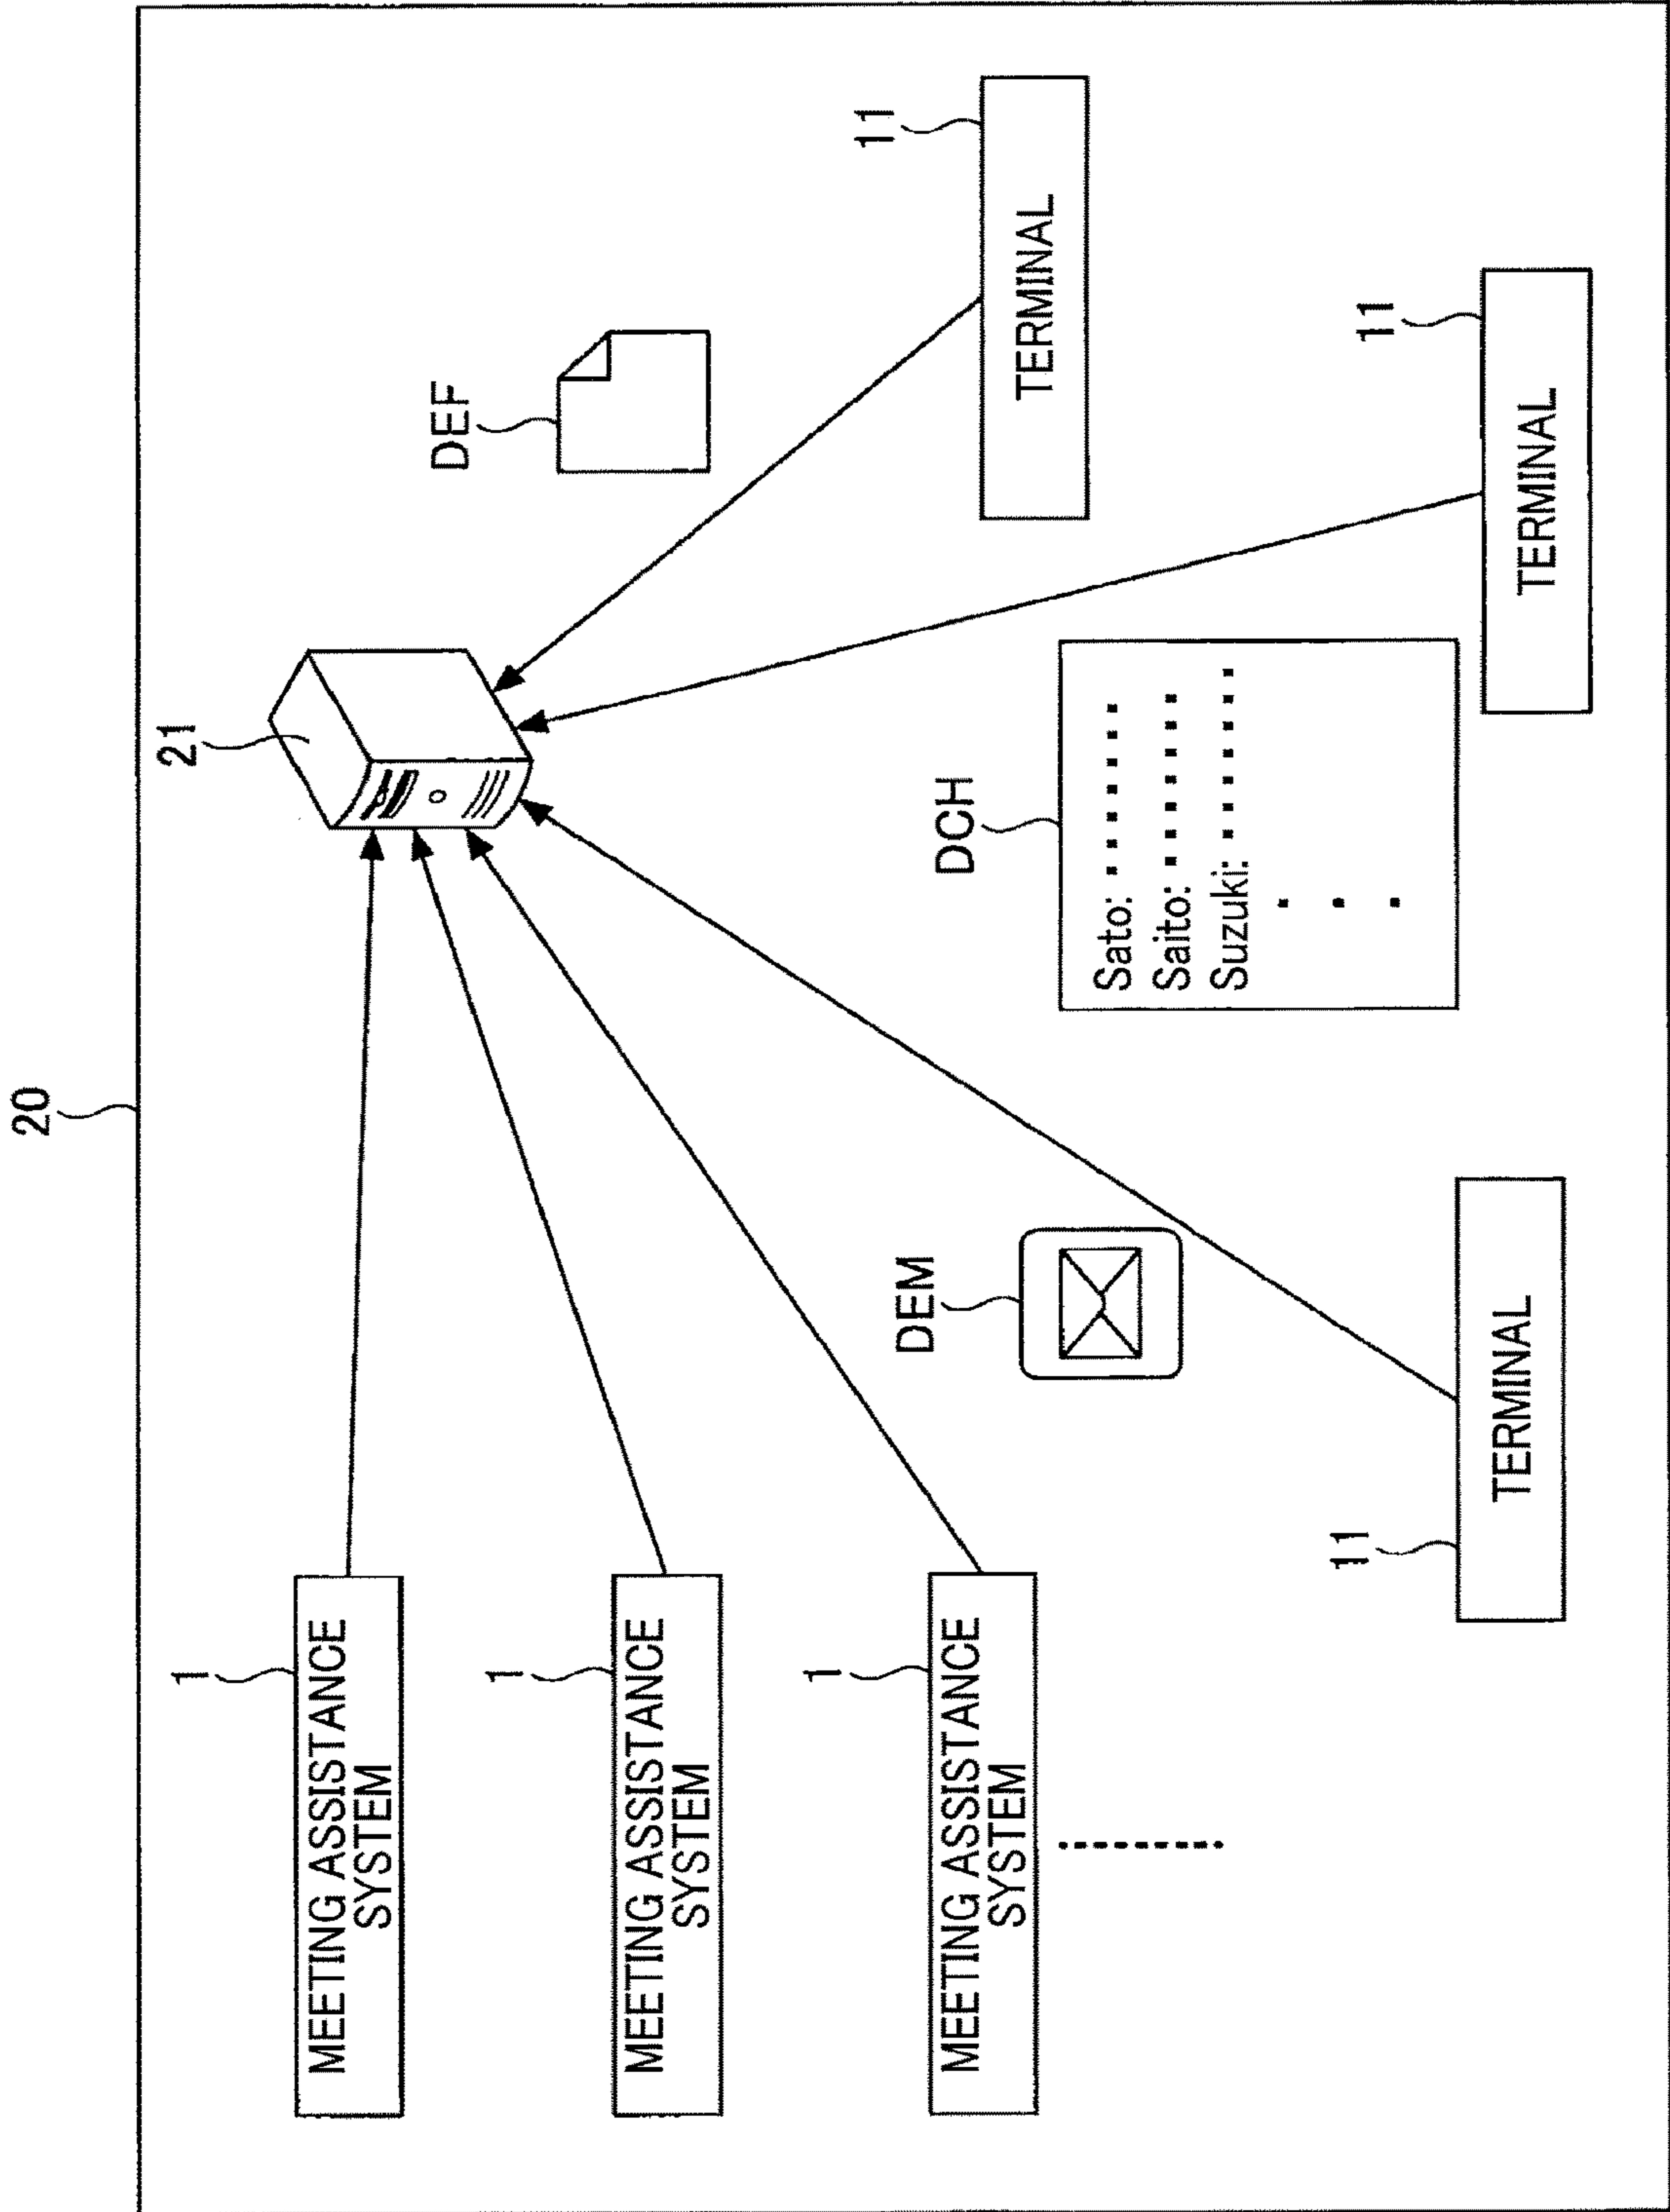 20
21
1
MEETING ASSISTANCE
SYSTEM
DEF
1
MEETING ASSISTANCE
SYSTEM
1
MEETING ASSISTANCE
SYSTEM
11
TERMINAL
DEM
DCH
Sato: .......
Saito: .......
Suzuki: .......
11
TERMINAL
11
TERMINAL